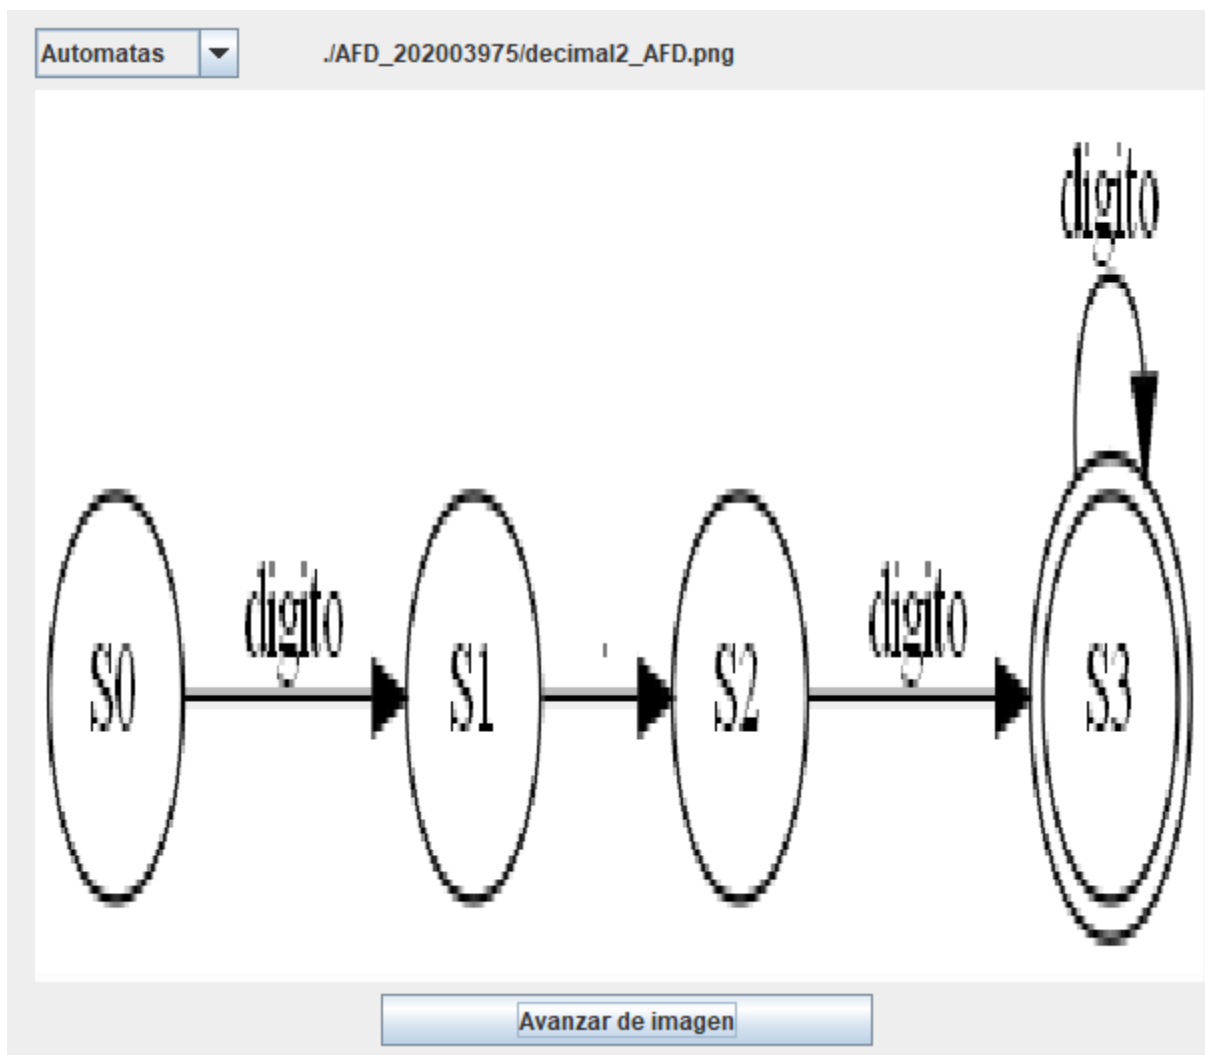 Automatas
./AFD_202003975/decimal2_AFD.png
digito
digito
digito
S0
S1
S2
S3
Avanzar de imagen